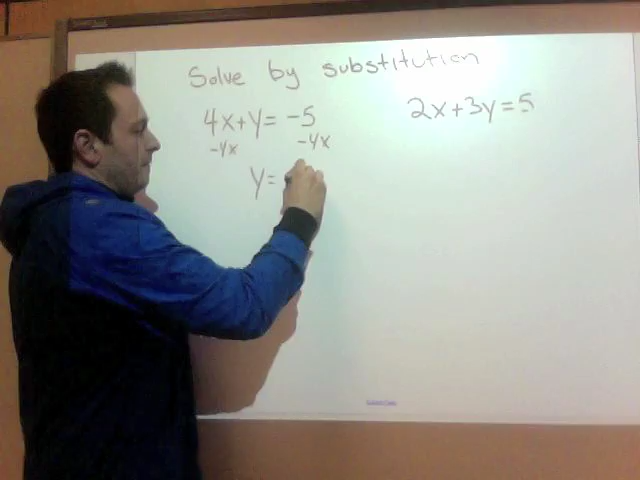 Solve by substitution
4x+y= -5
-4x -4x
y=
2x+3y=5